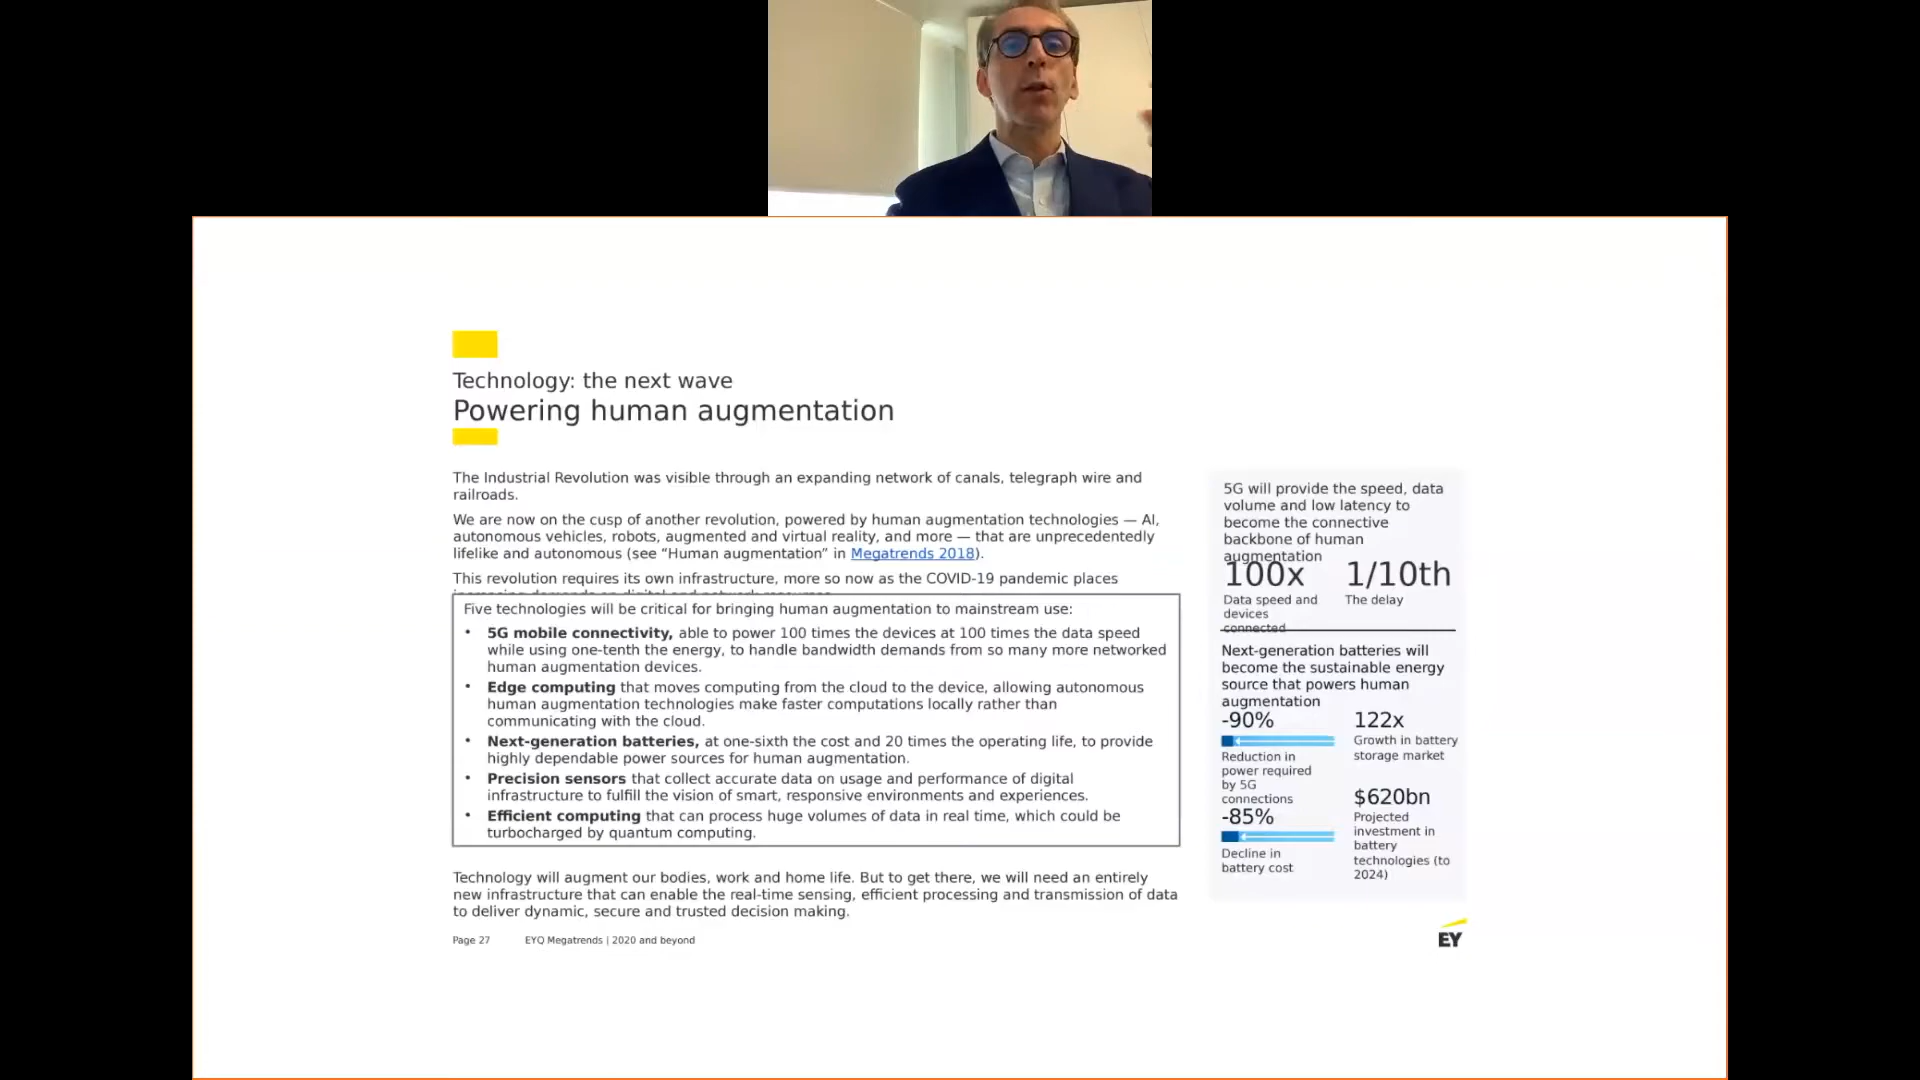 Technology: the next wave
Powering human augmentation
The Industrial Revolution was visible through an expanding network of canals, telegraph wire and
railroads.
We are now on the cusp of another revolution, powered by human augmentation technologies — AI,
autonomous vehicles, robots, augmented and virtual reality, and more — that are unprecedentedly
lifelike and autonomous (see “Human augmentation” in Megatrends 2018).
This revolution requires its own infrastructure, more so now as the COVID-19 pandemic places
Five technologies will be critical for bringing human augmentation to mainstream use:
• 5G mobile connectivity, able to power 100 times the devices at 100 times the data speed
while using one-tenth the energy, to handle bandwidth demands from so many more networked
human augmentation devices.
• Edge computing that moves computing from the cloud to the device, allowing autonomous
human augmentation technologies make faster computations locally rather than
communicating with the cloud.
• Next-generation batteries, at one-sixth the cost and 20 times the operating life, to provide
highly dependable power sources for human augmentation.
• Precision sensors that collect accurate data on usage and performance of digital
infrastructure to fulfill the vision of smart, responsive environments and experiences.
• Efficient computing that can process huge volumes of data in real time, which could be
turbocharged by quantum computing.
Technology will augment our bodies, work and home life. But to get there, we will need an entirely
new infrastructure that can enable the real-time sensing, efficient processing and transmission of data
to deliver dynamic, secure and trusted decision making.
5G will provide the speed, data
volume and low latency to
become the connective
backbone of human
augmentation
100x
Data speed and
devices
connected
1/10th
The delay
Next-generation batteries will
become the sustainable energy
source that powers human
augmentation
-90%
Reduction in
power required
by 5G
connections
-85%
Decline in
battery cost
122x
Growth in battery
storage market
$620bn
Projected
investment in
battery
technologies (to
2024)
Page 27 EYQ Megatrends | 2020 and beyond
EY